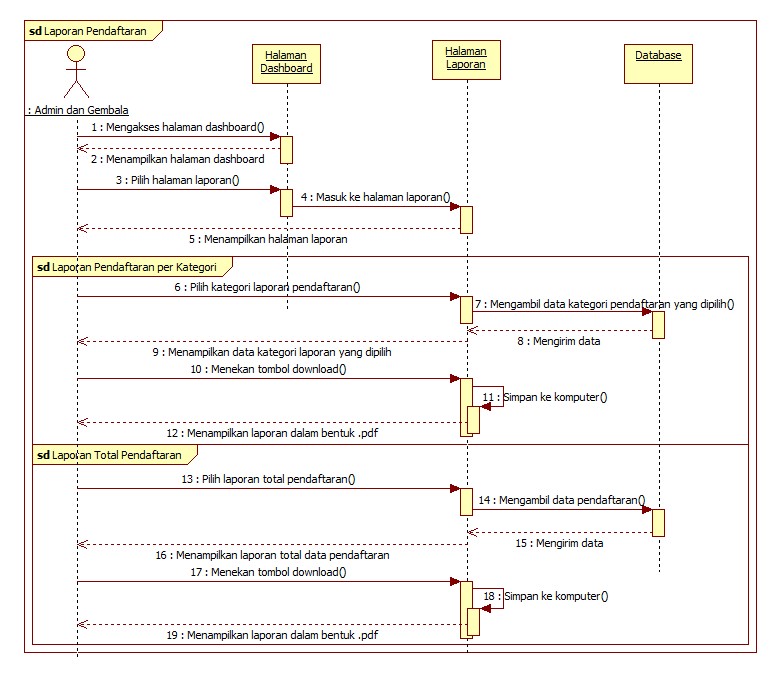 sd Laporan Pendaftaran
Halaman
Dashboard
Halaman
Laporan
Database
: Admin dan Gembala
1 : Mengakses halaman dashboard()
2 : Menampilkan halaman dashboard
3 : Pilih halaman laporan()
4 : Masuk ke halaman laporan()
5 : Menampilkan halaman laporan
sd Laporan Pendaftaran per Kategori
6 : Pilih kategori laporan pendaftaran()
7 : Mengambil data kategori pendaftaran yang dipilih()
8 : Mengirim data
9 : Menampilkan data kategori laporan yang dipilih
10 : Menekan tombol download()
11 : Simpan ke komputer()
12 : Menampilkan laporan dalam bentuk .pdf
sd Laporan Total Pendaftaran
13 : Pilih laporan total pendaftaran()
14 : Mengambil data pendaftaran()
15 : Mengirim data
16 : Menampilkan laporan total data pendaftaran
17 : Menekan tombol download()
18 : Simpan ke komputer()
19 : Menampilkan laporan dalam bentuk .pdf